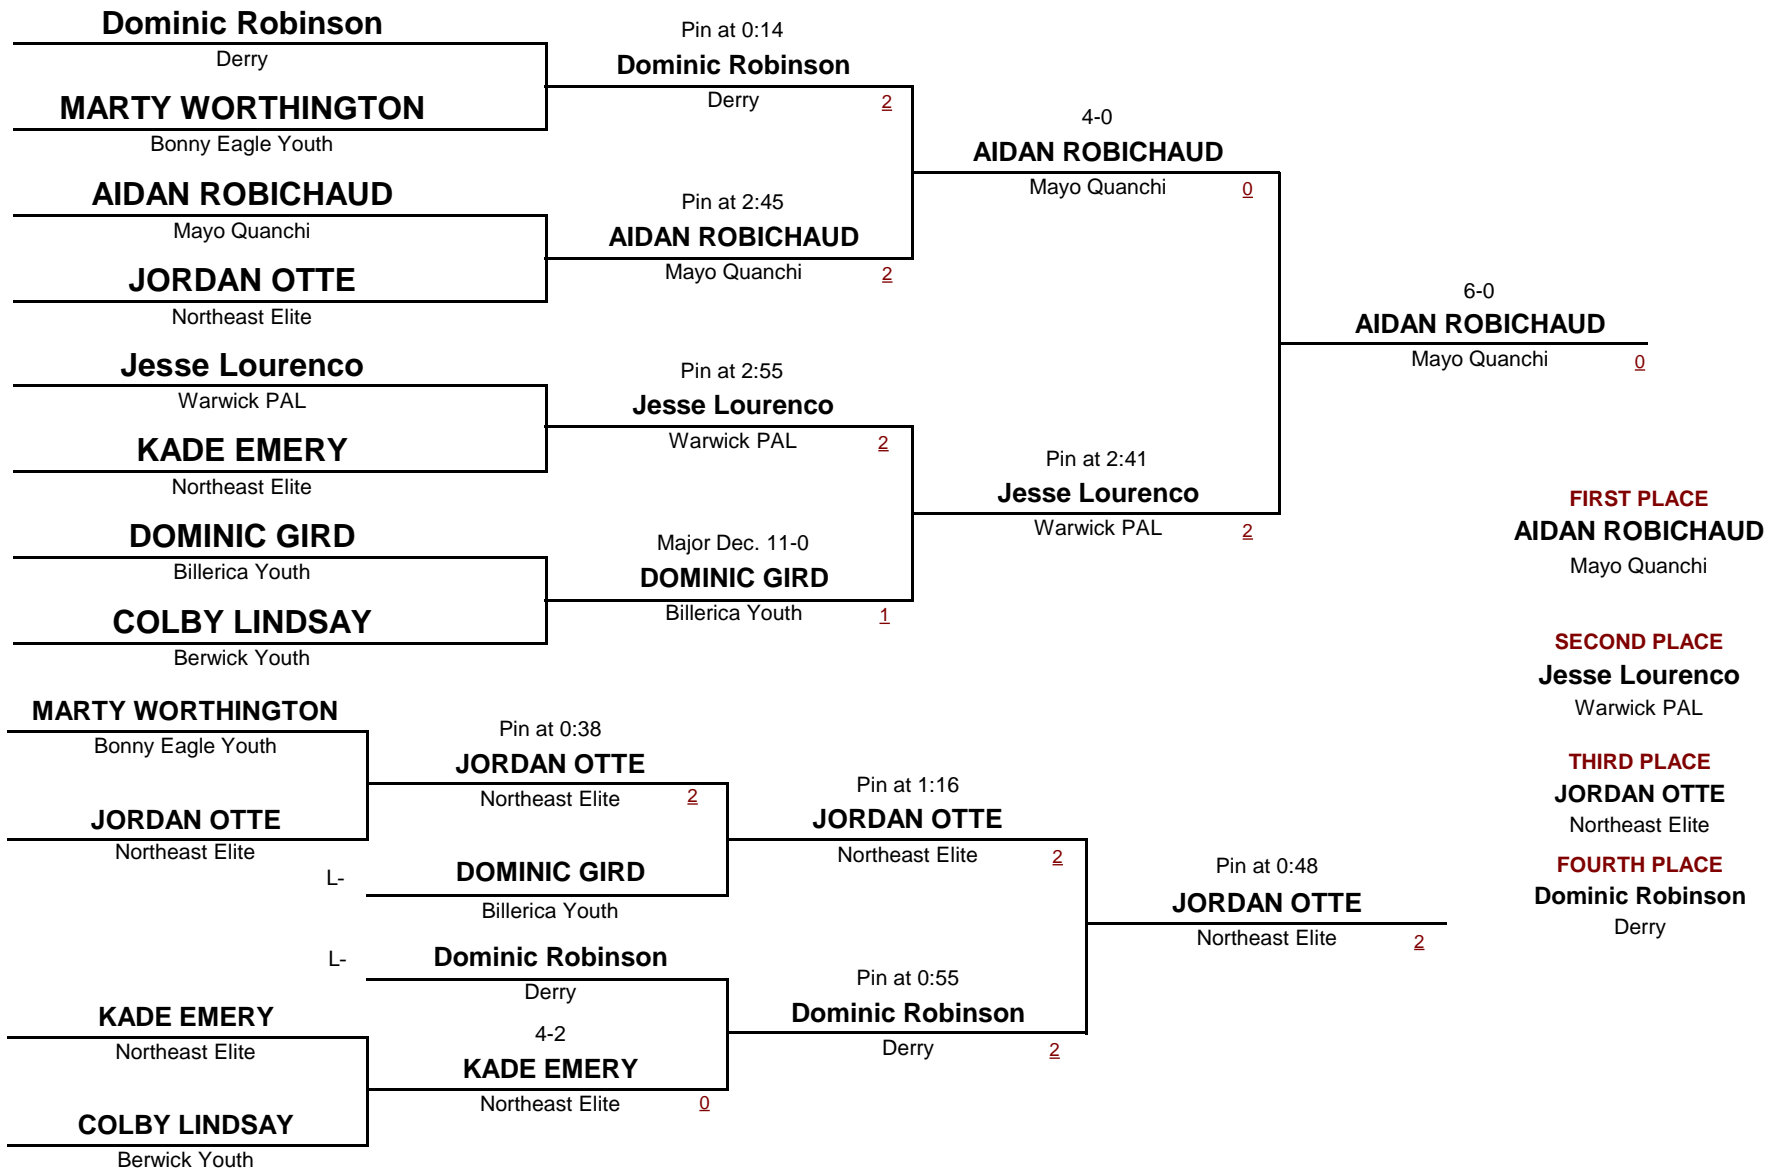 Dominic Robinson
Derry
MARTY WORTHINGTON
Bonny Eagle Youth
AIDAN ROBICHAUD
Mayo Quanchi
JORDAN OTTE
Northeast Elite
Jesse Lourenco
Warwick PAL
KADE EMERY
Northeast Elite
DOMINIC GIRD
Billerica Youth
COLBY LINDSAY
Berwick Youth
Pin at 0:14
Dominic Robinson
Derry 2
Pin at 2:45
AIDAN ROBICHAUD
Mayo Quanchi 2
Pin at 2:55
Jesse Lourenco
Warwick PAL 2
Major Dec. 11-0
DOMINIC GIRD
Billerica Youth 1
4-0
AIDAN ROBICHAUD
Mayo Quanchi 0
Pin at 2:41
Jesse Lourenco
Warwick PAL 2
6-0
AIDAN ROBICHAUD
Mayo Quanchi 0
FIRST PLACE
AIDAN ROBICHAUD
Mayo Quanchi
SECOND PLACE
Jesse Lourenco
Warwick PAL
THIRD PLACE
JORDAN OTTE
Northeast Elite
FOURTH PLACE
Dominic Robinson
Derry
MARTY WORTHINGTON
Bonny Eagle Youth
JORDAN OTTE
Northeast Elite
KADE EMERY
Northeast Elite
COLBY LINDSAY
Berwick Youth
Pin at 0:38
JORDAN OTTE
Northeast Elite 2
L- DOMINIC GIRD
Billerica Youth
L- Dominic Robinson
Derry
4-2
KADE EMERY
Northeast Elite 0
Pin at 1:16
JORDAN OTTE
Northeast Elite 2
Pin at 0:55
Dominic Robinson
Derry 2
Pin at 0:48
JORDAN OTTE
Northeast Elite 2